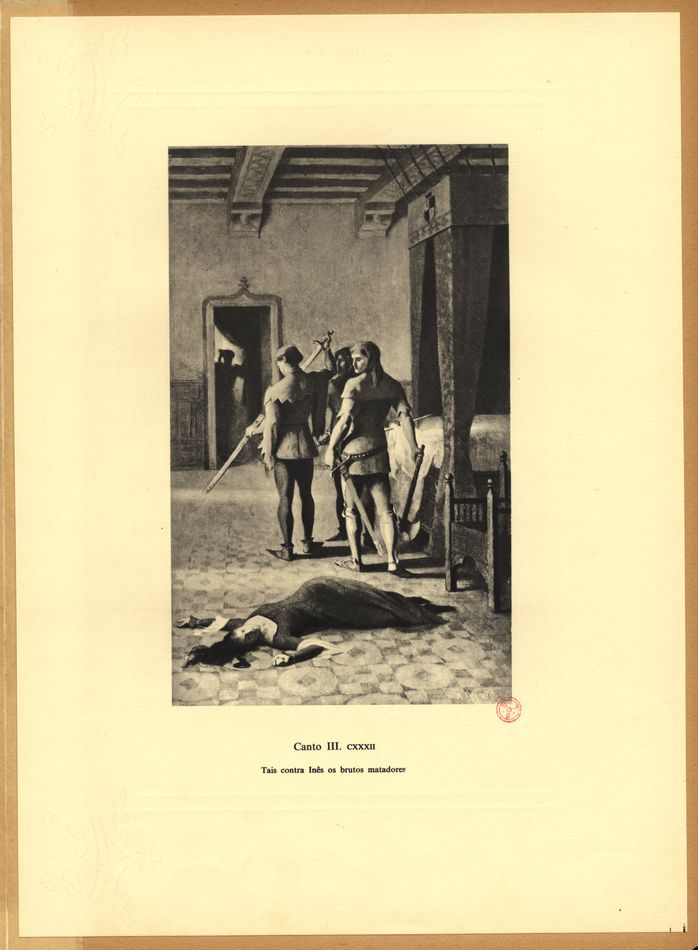 Canto III. CXXXII
Tais contra Inês os brutos matadores